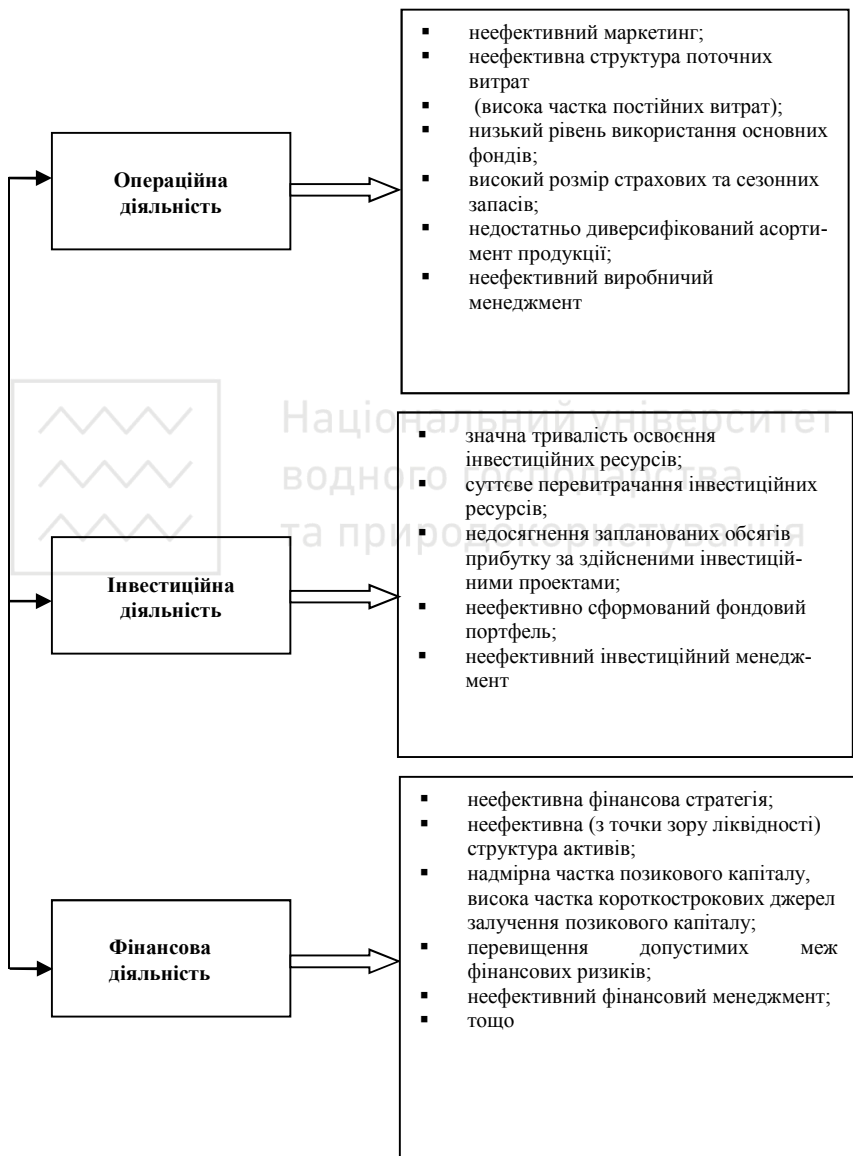 ▪ неефективний маркетинг;
▪ неефективна структура поточних
витрат
▪ (висока частка постійних витрат);
▪ низький рівень використання основних
фондів;
▪ високий розмір страхових та сезонних
запасів;
▪ недостатньо диверсифікований асорти-
мент продукції;
▪ неефективний виробничий
менеджмент
Операційна
діяльність
Національний університет
водного господарства
та природокористування
▪ значна тривалість освоєння
інвестиційних ресурсів;
▪ суттєве перевитрачання інвестиційних
ресурсів;
▪ недосягнення запланованих обсягів
прибутку за здійсненими інвестицій-
ними проектами;
▪ неефективно сформований фондовий
портфель;
▪ неефективний інвестиційний менедж-
мент
Інвестиційна
діяльність
▪ неефективна фінансова стратегія;
▪ неефективна (з точки зору ліквідності)
структура активів;
▪ надмірна частка позикового капіталу,
висока частка короткострокових джерел
залучення позикового капіталу;
▪ перевищення допустимих меж
фінансових ризиків;
▪ неефективний фінансовий менеджмент;
▪ тощо
Фінансова
діяльність